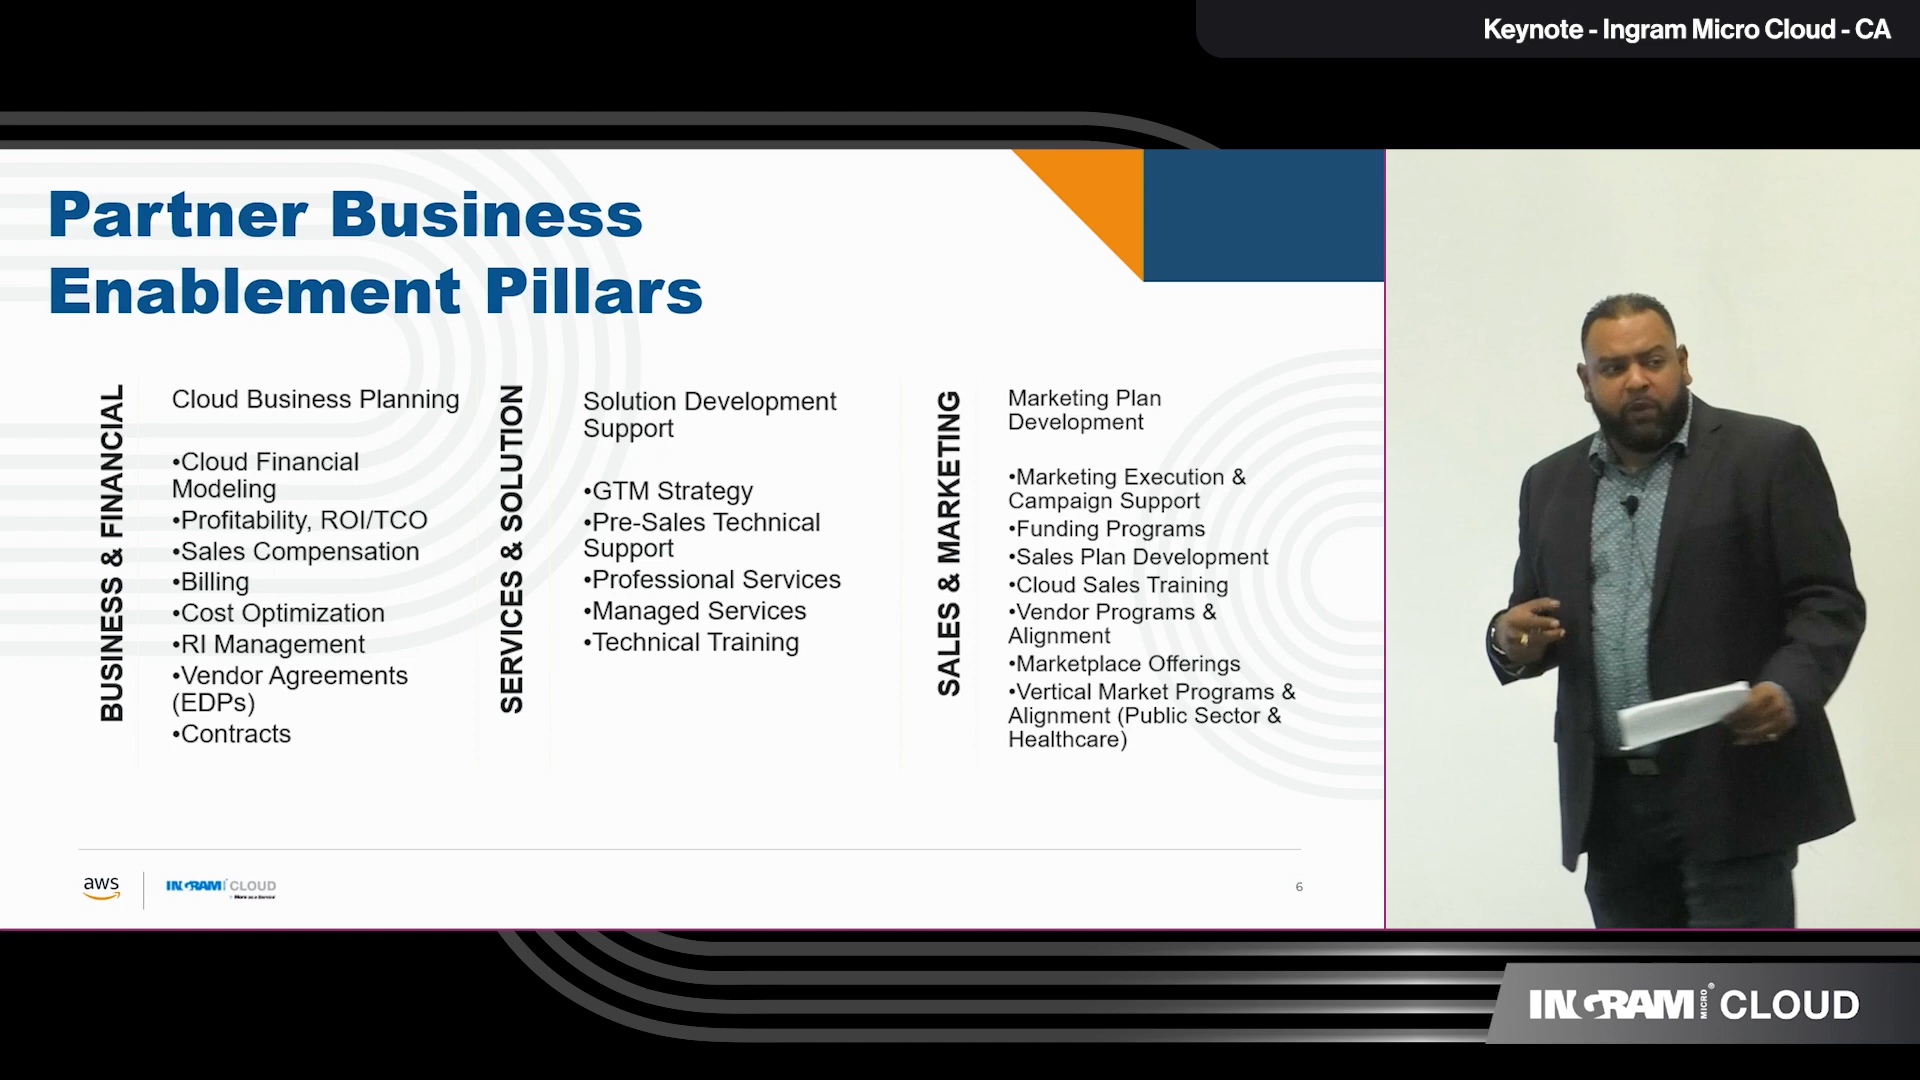 Keynote - Ingram Micro Cloud - CA
Partner Business
Enablement Pillars
BUSINESS & FINANCIAL
Cloud Business Planning
•Cloud Financial
Modeling
•Profitability, ROI/TCO
•Sales Compensation
•Billing
•Cost Optimization
•RI Management
•Vendor Agreements
(EDPs)
•Contracts
SERVICES & SOLUTION
Solution Development
Support
•GTM Strategy
•Pre-Sales Technical
Support
•Professional Services
•Managed Services
•Technical Training
SALES & MARKETING
Marketing Plan
Development
•Marketing Execution &
Campaign Support
•Funding Programs
•Sales Plan Development
•Cloud Sales Training
•Vendor Programs &
Alignment
•Marketplace Offerings
•Vertical Market Programs &
Alignment (Public Sector &
Healthcare)
aws
INGRAM CLOUD
More as a Service
6
INGRAM MICRO® CLOUD